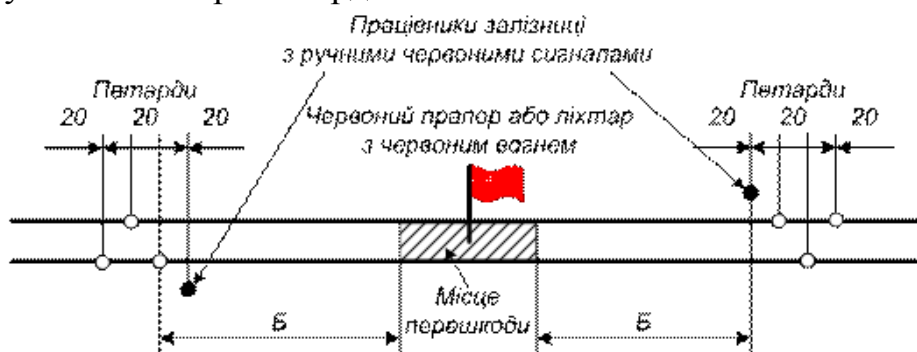 Працівники залізниці
з ручними червоними сигналами
Петарди
20 20 20
Червоний прапор або ліхтар
з червоним вогнем
Петарди
20 20 20
Б
Місце
перешкоди
Б